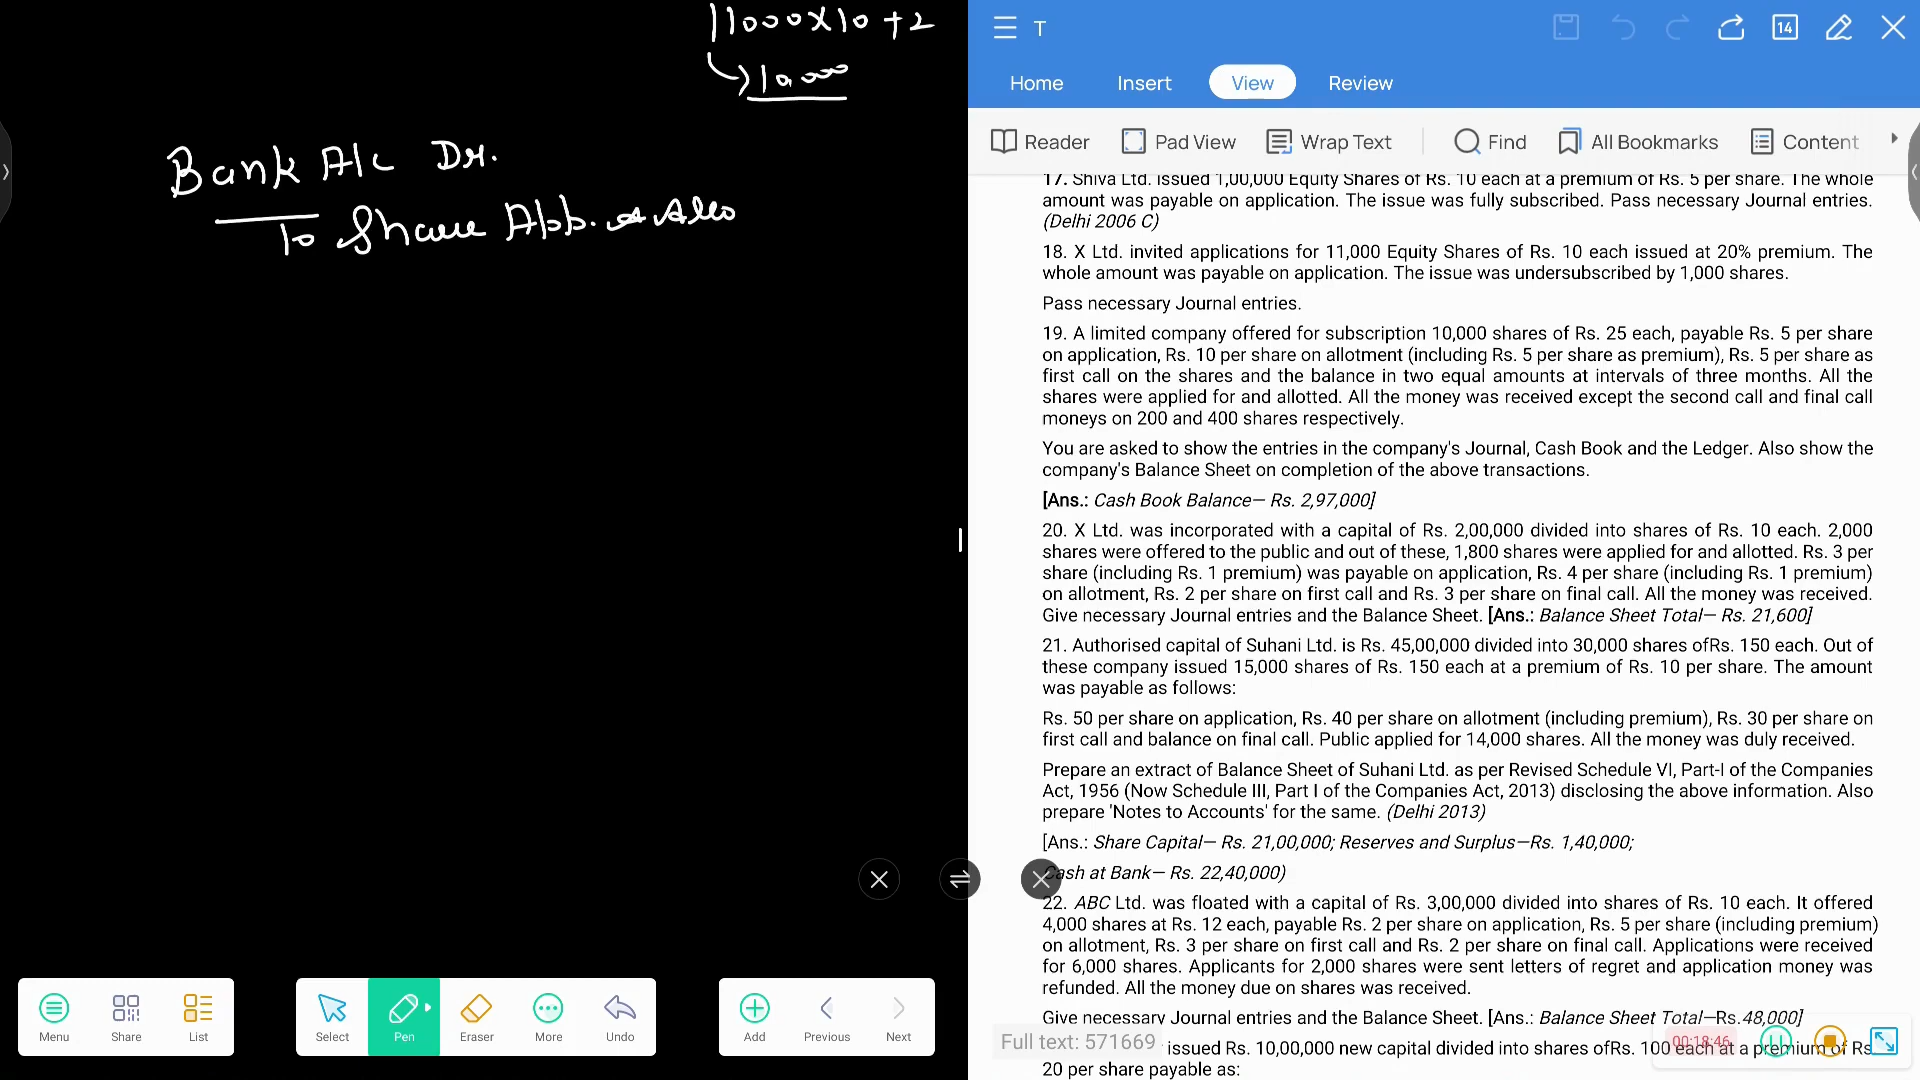 11000×10+2
10000
Bank A/c Dr.
To Share App. & Allo
T
Home Insert View Review
Reader Pad View Wrap Text Find All Bookmarks Content
17. Shiva Ltd. issued 1,00,000 Equity Shares of Rs. 10 each at a premium of Rs. 5 per share. The whole
amount was payable on application. The issue was fully subscribed. Pass necessary Journal entries.
(Delhi 2006 C)
18. X Ltd. invited applications for 11,000 Equity Shares of Rs. 10 each issued at 20% premium. The
whole amount was payable on application. The issue was undersubscribed by 1,000 shares.
Pass necessary Journal entries.
19. A limited company offered for subscription 10,000 shares of Rs. 25 each, payable Rs. 5 per share
on application, Rs. 10 per share on allotment (including Rs. 5 per share as premium), Rs. 5 per share as
first call on the shares and the balance in two equal amounts at intervals of three months. All the
shares were applied for and allotted. All the money was received except the second call and final call
moneys on 200 and 400 shares respectively.
You are asked to show the entries in the company's Journal, Cash Book and the Ledger. Also show the
company's Balance Sheet on completion of the above transactions.
[Ans.: Cash Book Balance— Rs. 2,97,000]
20. X Ltd. was incorporated with a capital of Rs. 2,00,000 divided into shares of Rs. 10 each. 2,000
shares were offered to the public and out of these, 1,800 shares were applied for and allotted. Rs. 3 per
share (including Rs. 1 premium) was payable on application, Rs. 4 per share (including Rs. 1 premium)
on allotment, Rs. 2 per share on first call and Rs. 3 per share on final call. All the money was received.
Give necessary Journal entries and the Balance Sheet. [Ans.: Balance Sheet Total— Rs. 21,600]
21. Authorised capital of Suhani Ltd. is Rs. 45,00,000 divided into 30,000 shares ofRs. 150 each. Out of
these company issued 15,000 shares of Rs. 150 each at a premium of Rs. 10 per share. The amount
was payable as follows:
Rs. 50 per share on application, Rs. 40 per share on allotment (including premium), Rs. 30 per share on
first call and balance on final call. Public applied for 14,000 shares. All the money was duly received.
Prepare an extract of Balance Sheet of Suhani Ltd. as per Revised Schedule VI, Part-I of the Companies
Act, 1956 (Now Schedule III, Part I of the Companies Act, 2013) disclosing the above information. Also
prepare 'Notes to Accounts' for the same. (Delhi 2013)
[Ans.: Share Capital— Rs. 21,00,000; Reserves and Surplus—Rs. 1,40,000;
Cash at Bank— Rs. 22,40,000)
22. ABC Ltd. was floated with a capital of Rs. 3,00,000 divided into shares of Rs. 10 each. It offered
4,000 shares at Rs. 12 each, payable Rs. 2 per share on application, Rs. 5 per share (including premium)
on allotment, Rs. 3 per share on first call and Rs. 2 per share on final call. Applications were received
for 6,000 shares. Applicants for 2,000 shares were sent letters of regret and application money was
refunded. All the money due on shares was received.
Give necessary Journal entries and the Balance Sheet. [Ans.: Balance Sheet Total—Rs.48,000]
issued Rs. 10,00,000 new capital divided into shares ofRs. 100 each at a premium of Rs
20 per share payable as:
Full text: 571669
00:18:46
14
Menu Share List Select Pen Eraser More Undo Add Previous Next